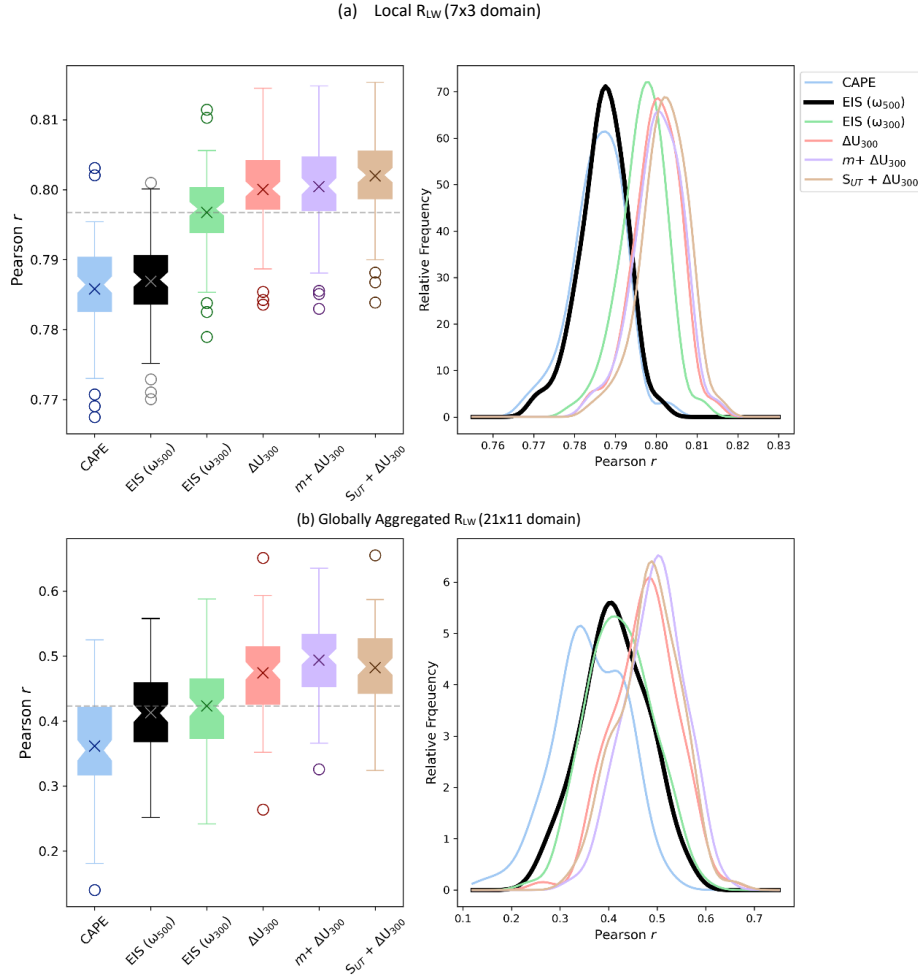 (a) Local R_LW (7x3 domain)
Pearson r
0.81
0.80
0.79
0.78
0.77
CAPE
EIS (ω500)
EIS (ω300)
ΔU300
m+ ΔU300
S_UT + ΔU300
Relative Frequency
70
60
50
40
30
20
10
0
0.76 0.77 0.78 0.79 0.80 0.81 0.82 0.83
Pearson r
CAPE
EIS (ω500)
EIS (ω300)
ΔU300
m+ ΔU300
S_UT + ΔU300
(b) Globally Aggregated R_LW (21x11 domain)
Pearson r
0.6
0.5
0.4
0.3
0.2
CAPE
EIS (ω500)
EIS (ω300)
ΔU300
m+ ΔU300
S_UT + ΔU300
Relative Frqeuency
6
5
4
3
2
1
0
0.1 0.2 0.3 0.4 0.5 0.6 0.7
Pearson r